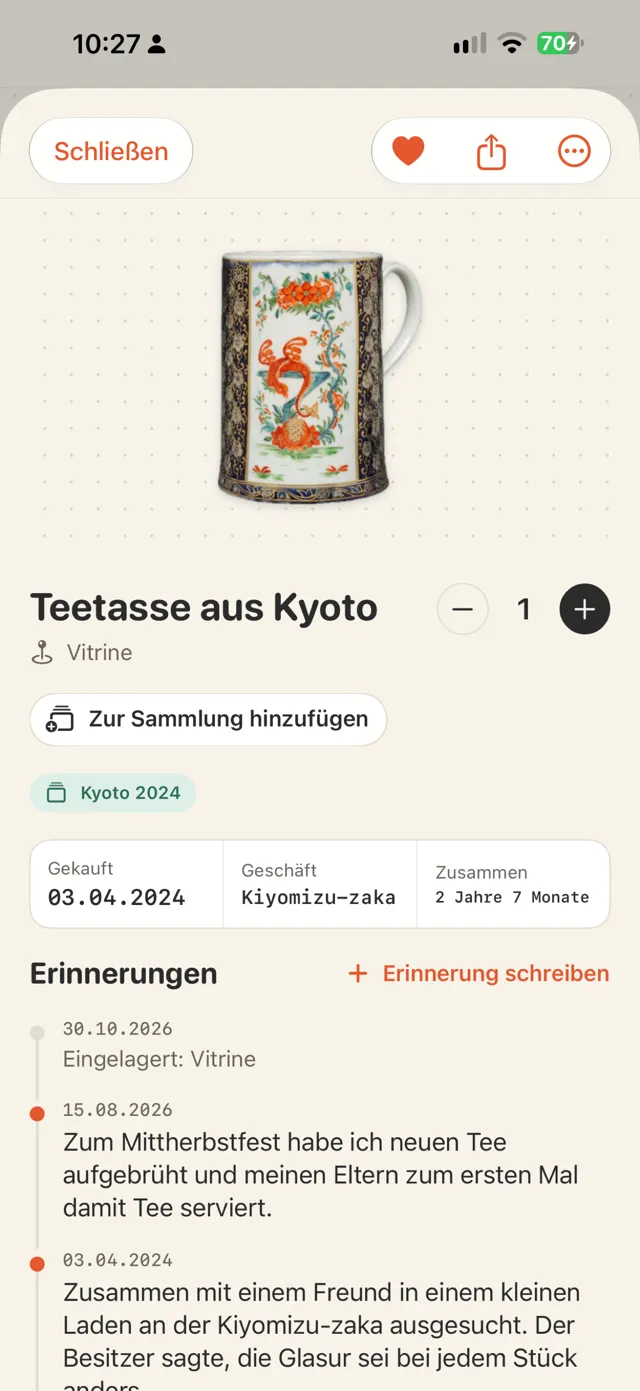 10:27
70
Schließen
Teetasse aus Kyoto
1
Vitrine
Zur Sammlung hinzufügen
Kyoto 2024
Gekauft
03.04.2024
Geschäft
Kiyomizu-zaka
Zusammen
2 Jahre 7 Monate
Erinnerungen
+ Erinnerung schreiben
30.10.2026
Eingelagert: Vitrine
15.08.2026
Zum Mittherbstfest habe ich neuen Tee
aufgebrüht und meinen Eltern zum ersten Mal
damit Tee serviert.
03.04.2024
Zusammen mit einem Freund in einem kleinen
Laden an der Kiyomizu-zaka ausgesucht. Der
Besitzer sagte, die Glasur sei bei jedem Stück
anders.